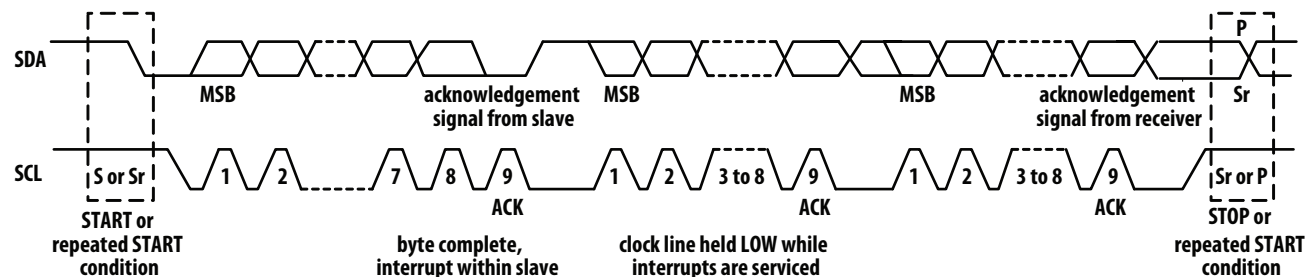 P
SDA
MSB
acknowledgement
signal from slave
MSB
MSB
acknowledgement
signal from receiver
Sr
SCL
S or Sr
1
2
7
8
9
1
2
3 to 8
9
1
2
3 to 8
9
Sr or P
ACK
ACK
ACK
START or
repeated START
condition
byte complete,
interrupt within slave
clock line held LOW while
interrupts are serviced
STOP or
repeated START
condition